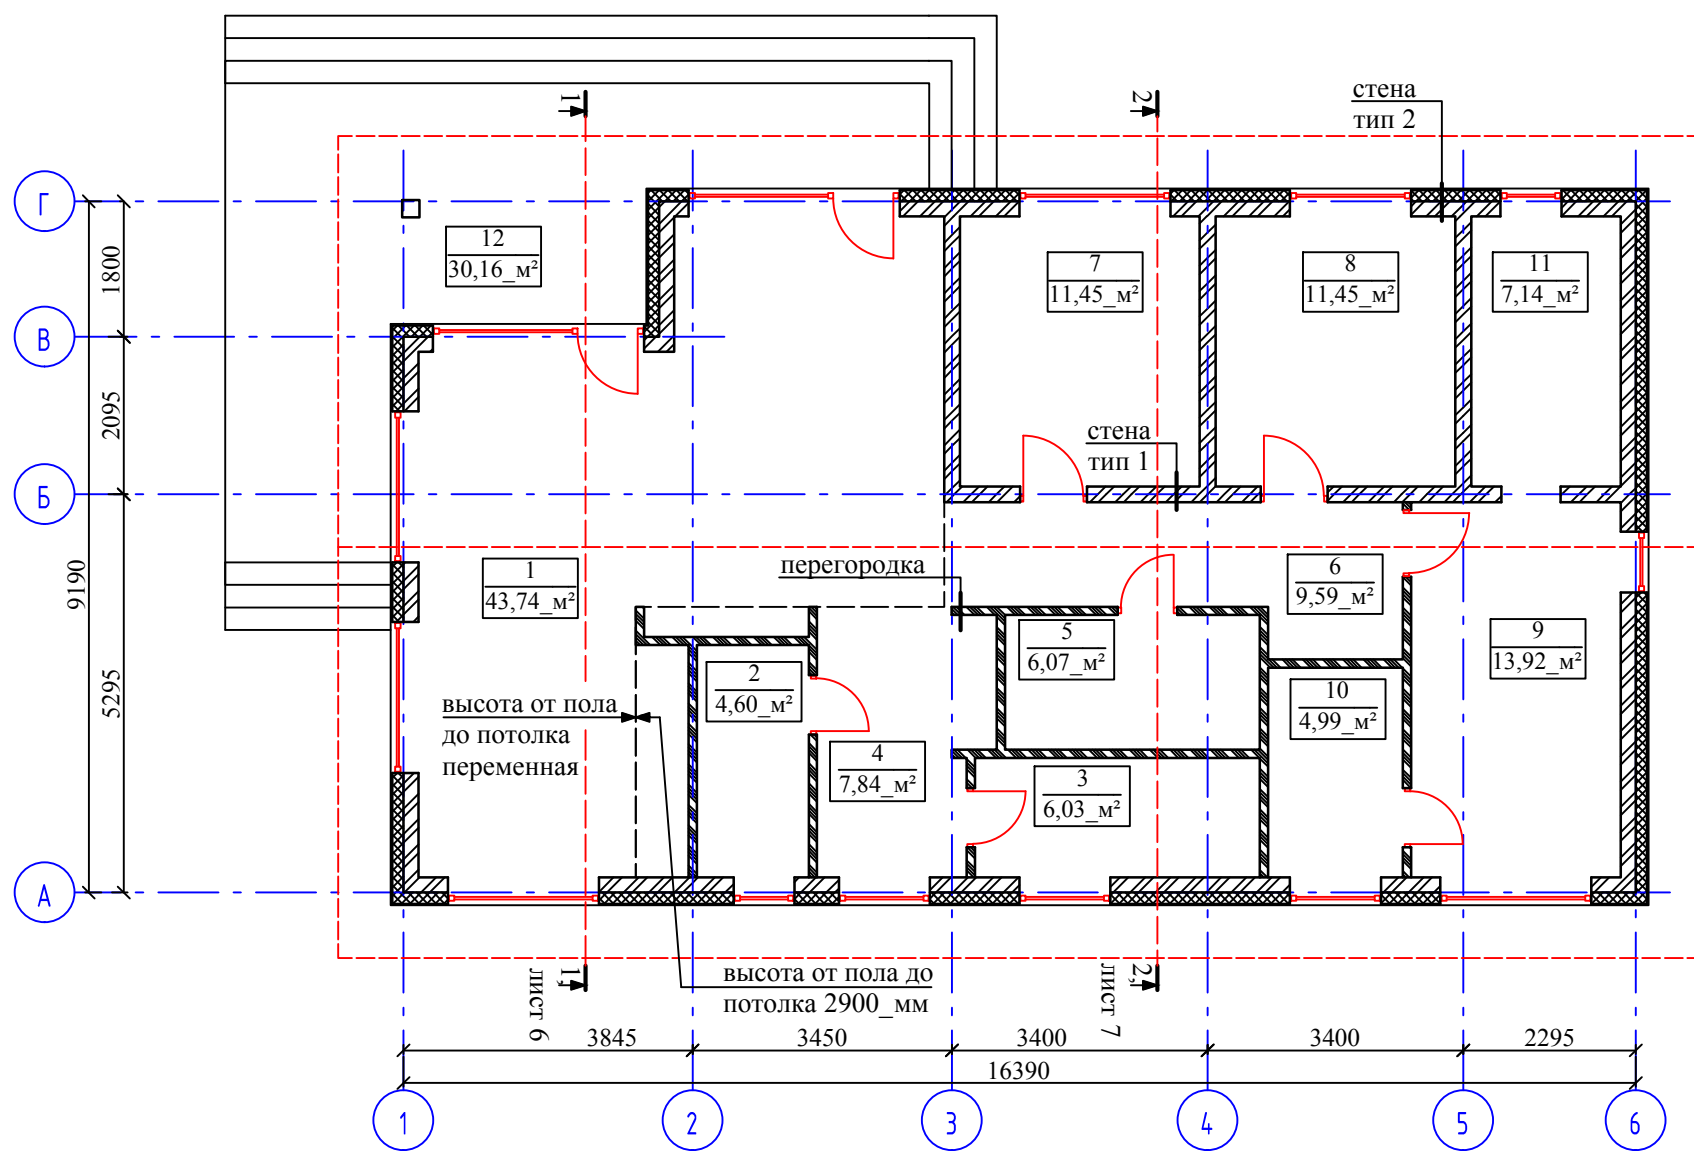 1
2
стена
тип 2
Г
12
30,16_м²
7
11,45_м²
8
11,45_м²
11
7,14_м²
1800
В
2095
стена
тип 1
Б
9190
1
43,74_м²
перегородка
6
9,59_м²
5
6,07_м²
9
13,92_м²
5295
2
4,60_м²
10
4,99_м²
высота от пола
до потолка
переменная
4
7,84_м²
3
6,03_м²
А
1,
лист 6
высота от пола до
потолка 2900_мм
2,
лист 7
3845
3450
3400
3400
2295
16390
1
2
3
4
5
6